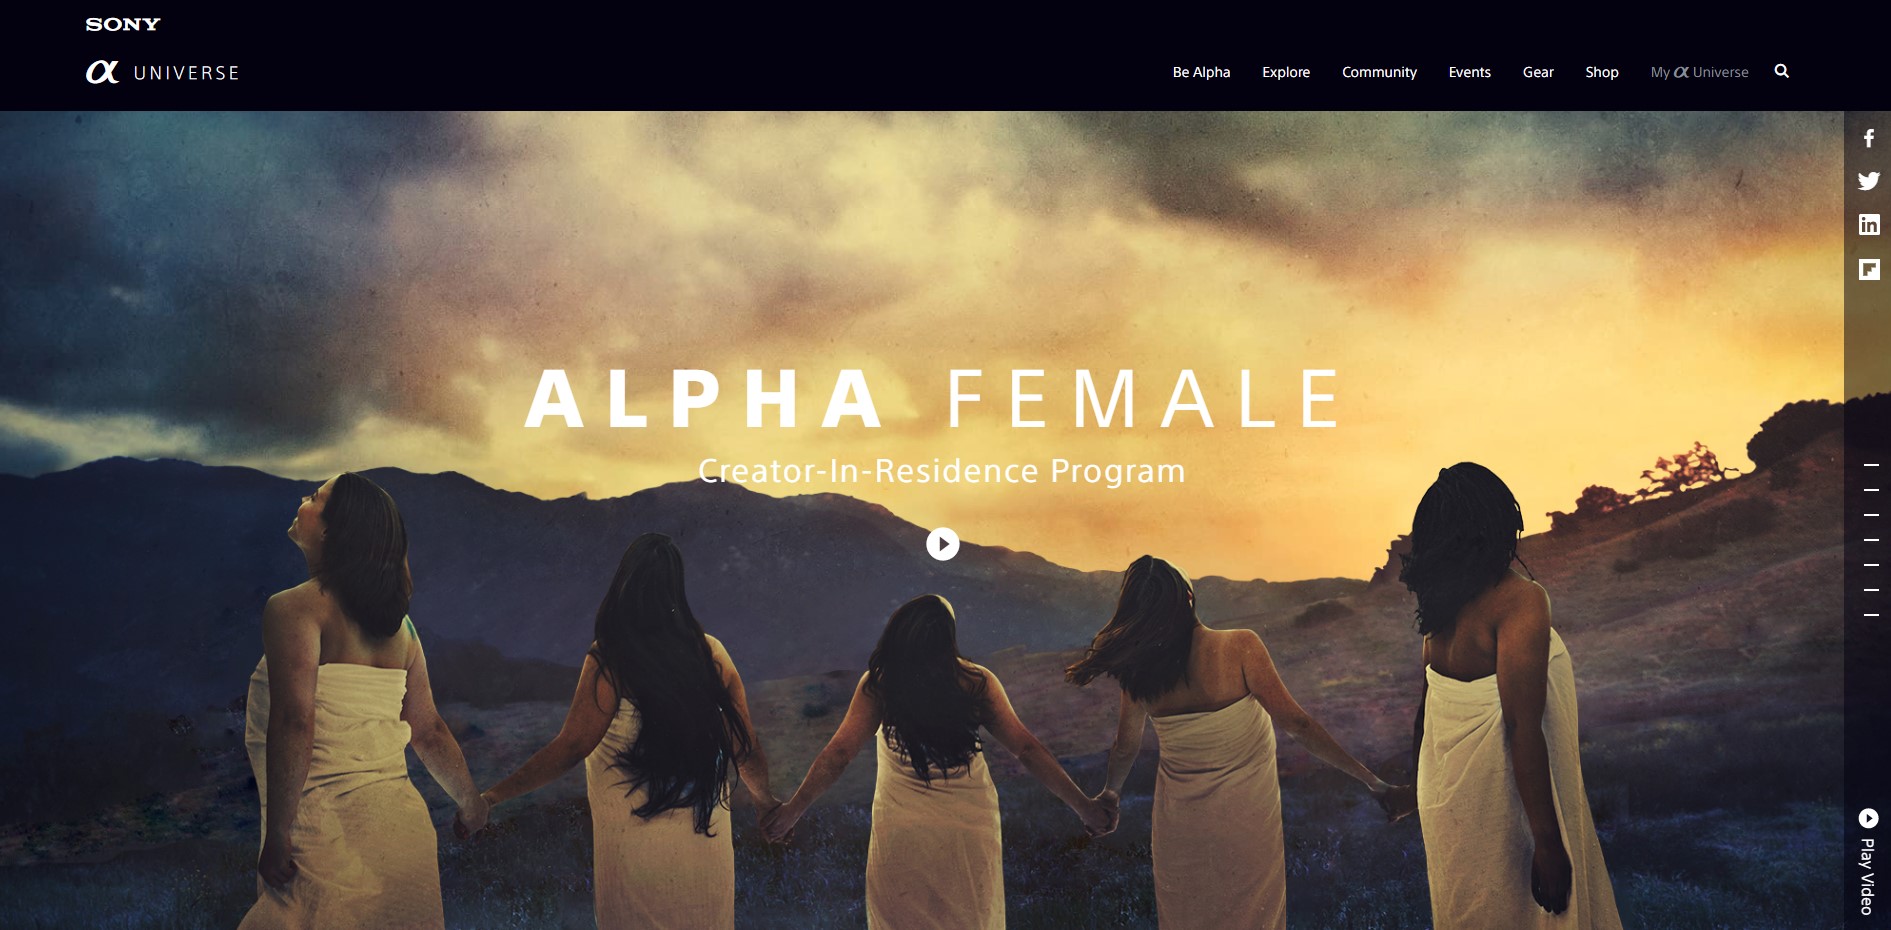 SONY
α UNIVERSE
Be Alpha Explore Community Events Gear Shop My α Universe
ALPHA FEMALE
Creator-In-Residence Program
Play Video